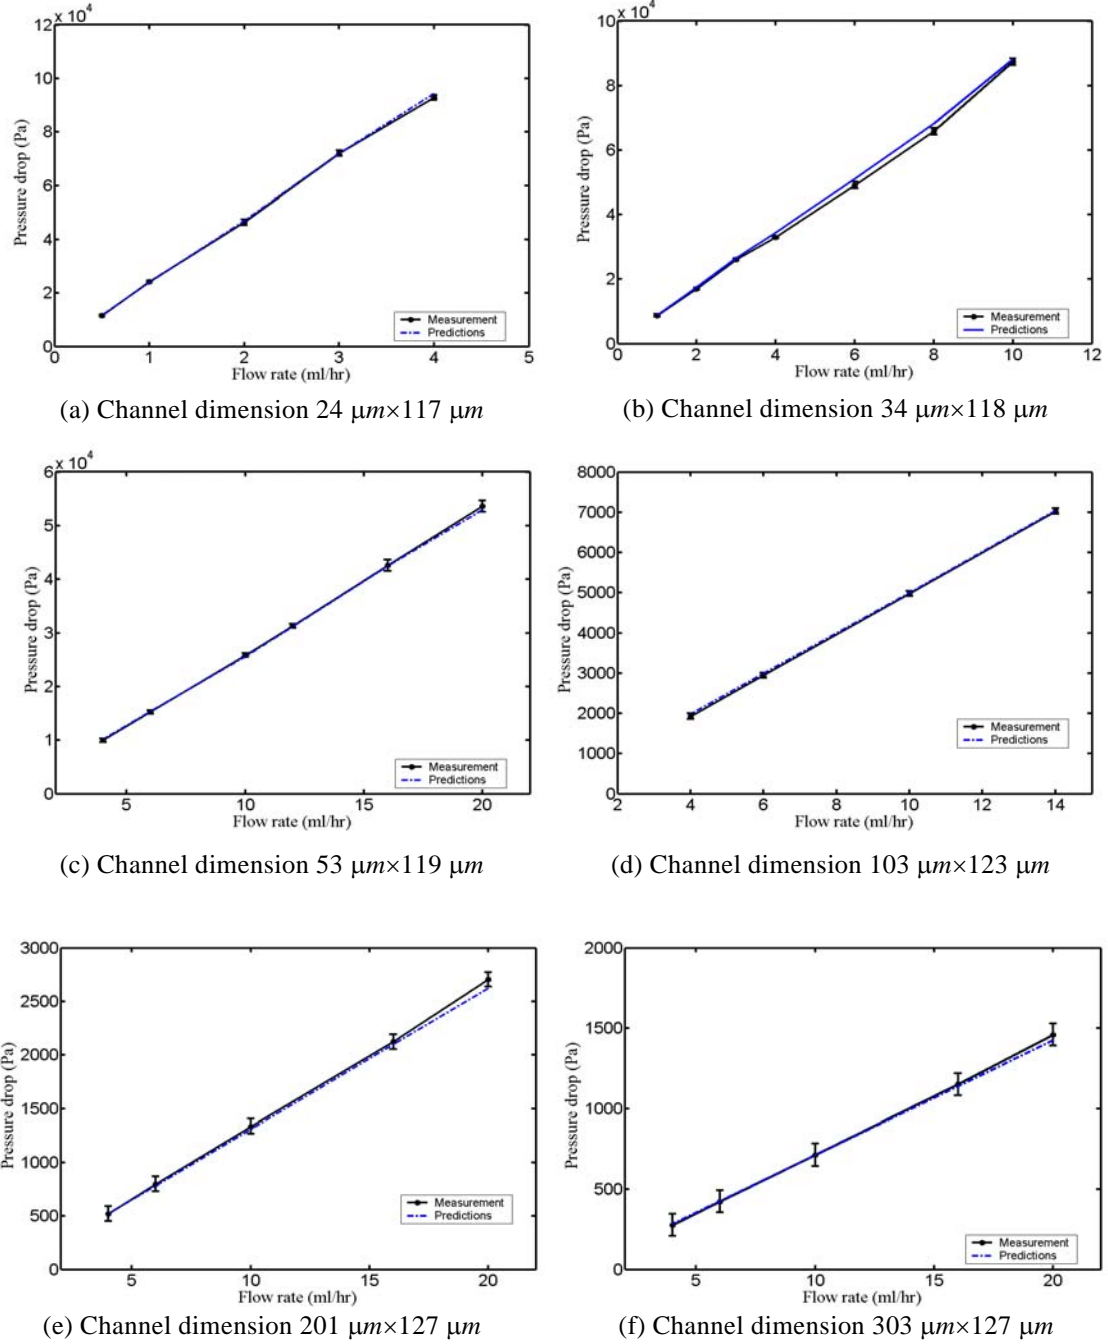 x 10⁴
12
10
8
6
4
2
0
0 1 2 3 4 5
Pressure drop (Pa)
Flow rate (ml/hr)
Measurement
Predictions
(a) Channel dimension 24 μm×117 μm
x 10⁴
10
8
6
4
2
0
0 2 4 6 8 10 12
Pressure drop (Pa)
Flow rate (ml/hr)
Measurement
Predictions
(b) Channel dimension 34 μm×118 μm
x 10⁴
6
5
4
3
2
1
0
5 10 15 20
Pressure drop (Pa)
Flow rate (ml/hr)
Measurement
Predictions
(c) Channel dimension 53 μm×119 μm
8000
7000
6000
5000
4000
3000
2000
1000
0
2 4 6 8 10 12 14
Pressure drop (Pa)
Flow rate (ml/hr)
Measurement
Predictions
(d) Channel dimension 103 μm×123 μm
3000
2500
2000
1500
1000
500
0
5 10 15 20
Pressure drop (Pa)
Flow rate (ml/hr)
Measurement
Predictions
(e) Channel dimension 201 μm×127 μm
2000
1500
1000
500
0
5 10 15 20
Pressure drop (Pa)
Flow rate (ml/hr)
Measurement
Predictions
(f) Channel dimension 303 μm×127 μm